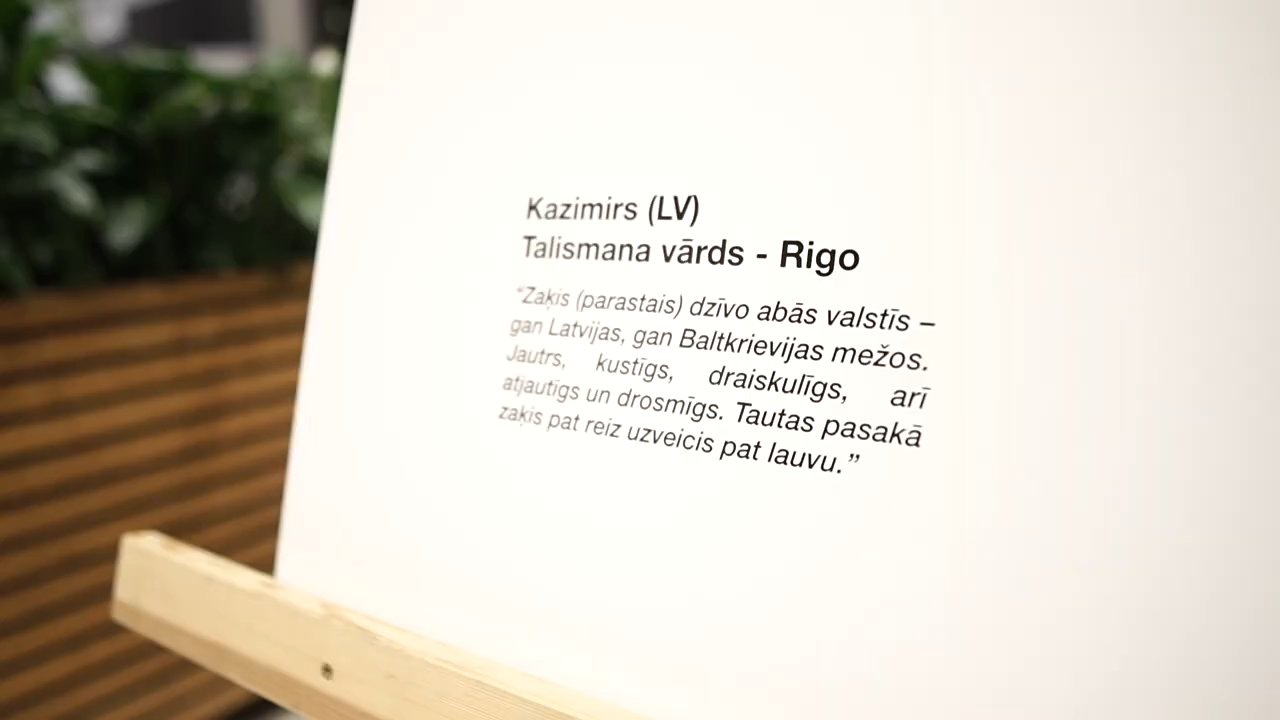 Kazimirs (LV)
Talismana vārds - Rigo
“Zaķis (parastais) dzīvo abās valstīs –
gan Latvijas, gan Baltkrievijas mežos.
Jautrs, kustīgs, draiskulīgs, arī
atjautīgs un drosmīgs. Tautas pasakā
zaķis pat reiz uzveicis pat lauvu.”